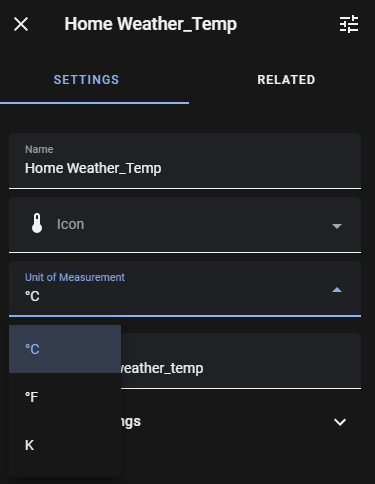 Home Weather_Temp
SETTINGS
RELATED
Name
Home Weather_Temp
Icon
Unit of Measurement
°C
°C
weather_temp
°F
ngs
K